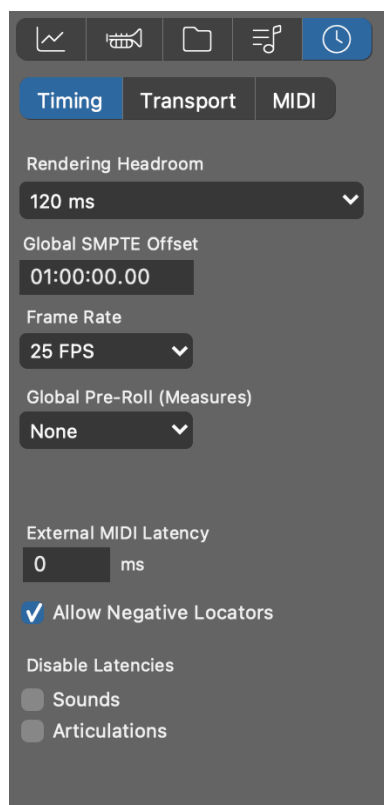 Timing Transport MIDI
Rendering Headroom
120 ms
Global SMPTE Offset
01:00:00.00
Frame Rate
25 FPS
Global Pre-Roll (Measures)
None
External MIDI Latency
0 ms
Allow Negative Locators
Disable Latencies
Sounds
Articulations